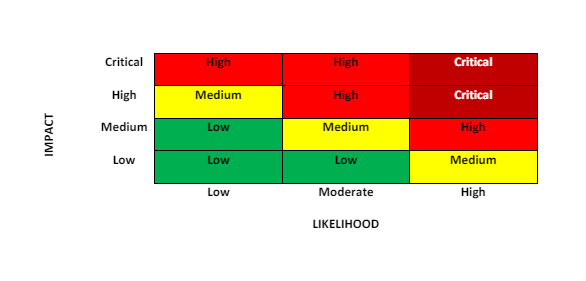 Critical High High Critical
High Medium High Critical
IMPACT
Medium Low Medium High
Low Low Low Medium
Low Moderate High
LIKELIHOOD